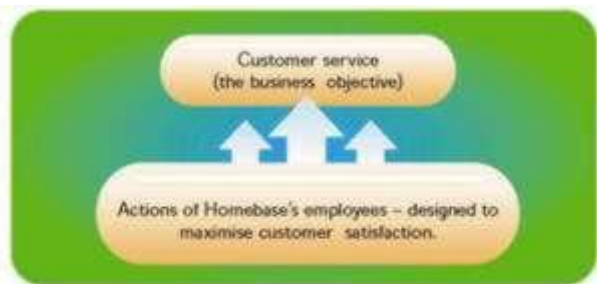 Customer service
(the business objective)
Actions of Homebase's employees – designed to
maximise customer satisfaction.